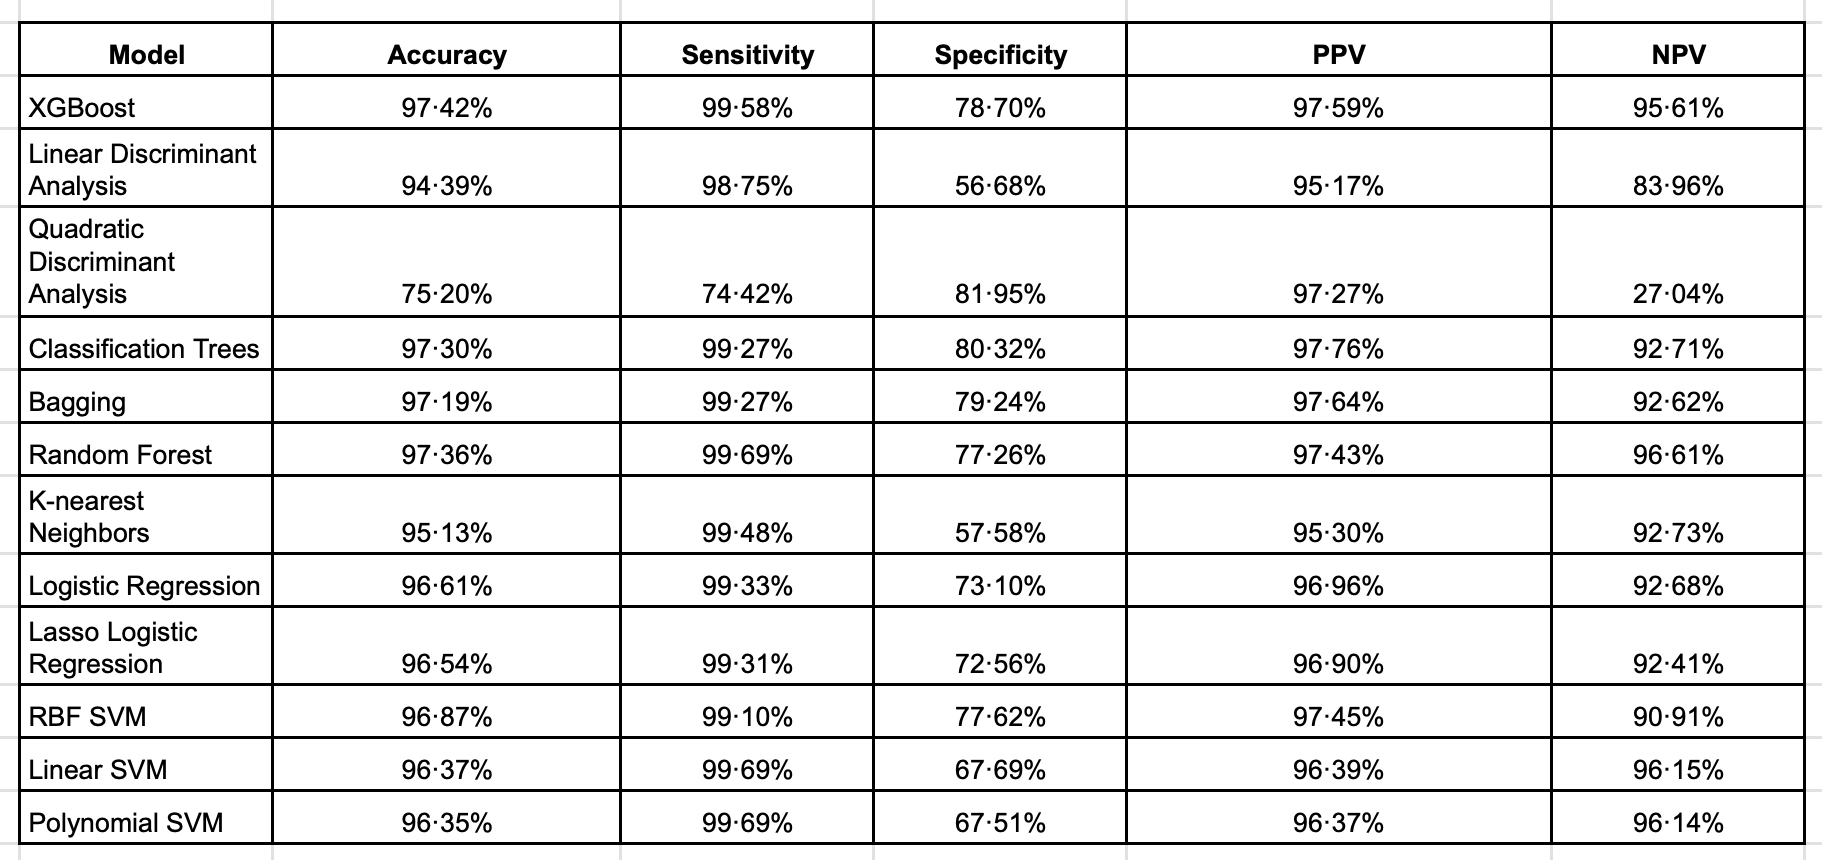 Model Accuracy Sensitivity Specificity PPV NPV
XGBoost 97·42% 99·58% 78·70% 97·59% 95·61%
Linear Discriminant
Analysis 94·39% 98·75% 56·68% 95·17% 83·96%
Quadratic
Discriminant
Analysis 75·20% 74·42% 81·95% 97·27% 27·04%
Classification Trees 97·30% 99·27% 80·32% 97·76% 92·71%
Bagging 97·19% 99·27% 79·24% 97·64% 92·62%
Random Forest 97·36% 99·69% 77·26% 97·43% 96·61%
K-nearest
Neighbors 95·13% 99·48% 57·58% 95·30% 92·73%
Logistic Regression 96·61% 99·33% 73·10% 96·96% 92·68%
Lasso Logistic
Regression 96·54% 99·31% 72·56% 96·90% 92·41%
RBF SVM 96·87% 99·10% 77·62% 97·45% 90·91%
Linear SVM 96·37% 99·69% 67·69% 96·39% 96·15%
Polynomial SVM 96·35% 99·69% 67·51% 96·37% 96·14%